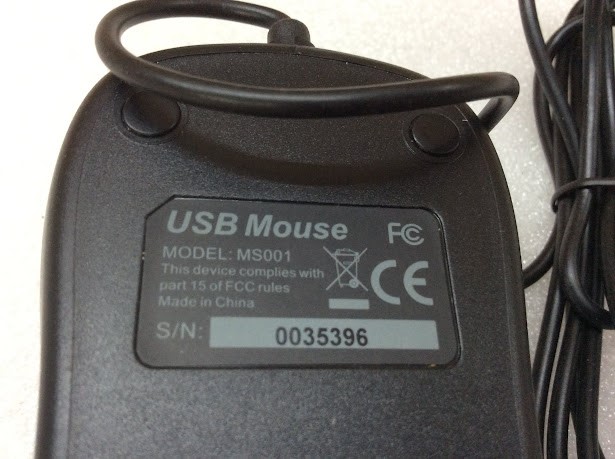 USB Mouse
FC
MODEL: MS001
This device complies with
part 15 of FCC rules
Made in China
CE
S/N: 0035396